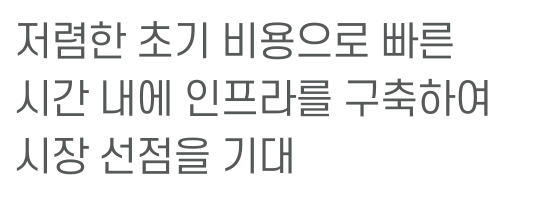 저렴한 초기 비용으로 빠른
시간 내에 인프라를 구축하여
시장 선점을 기대